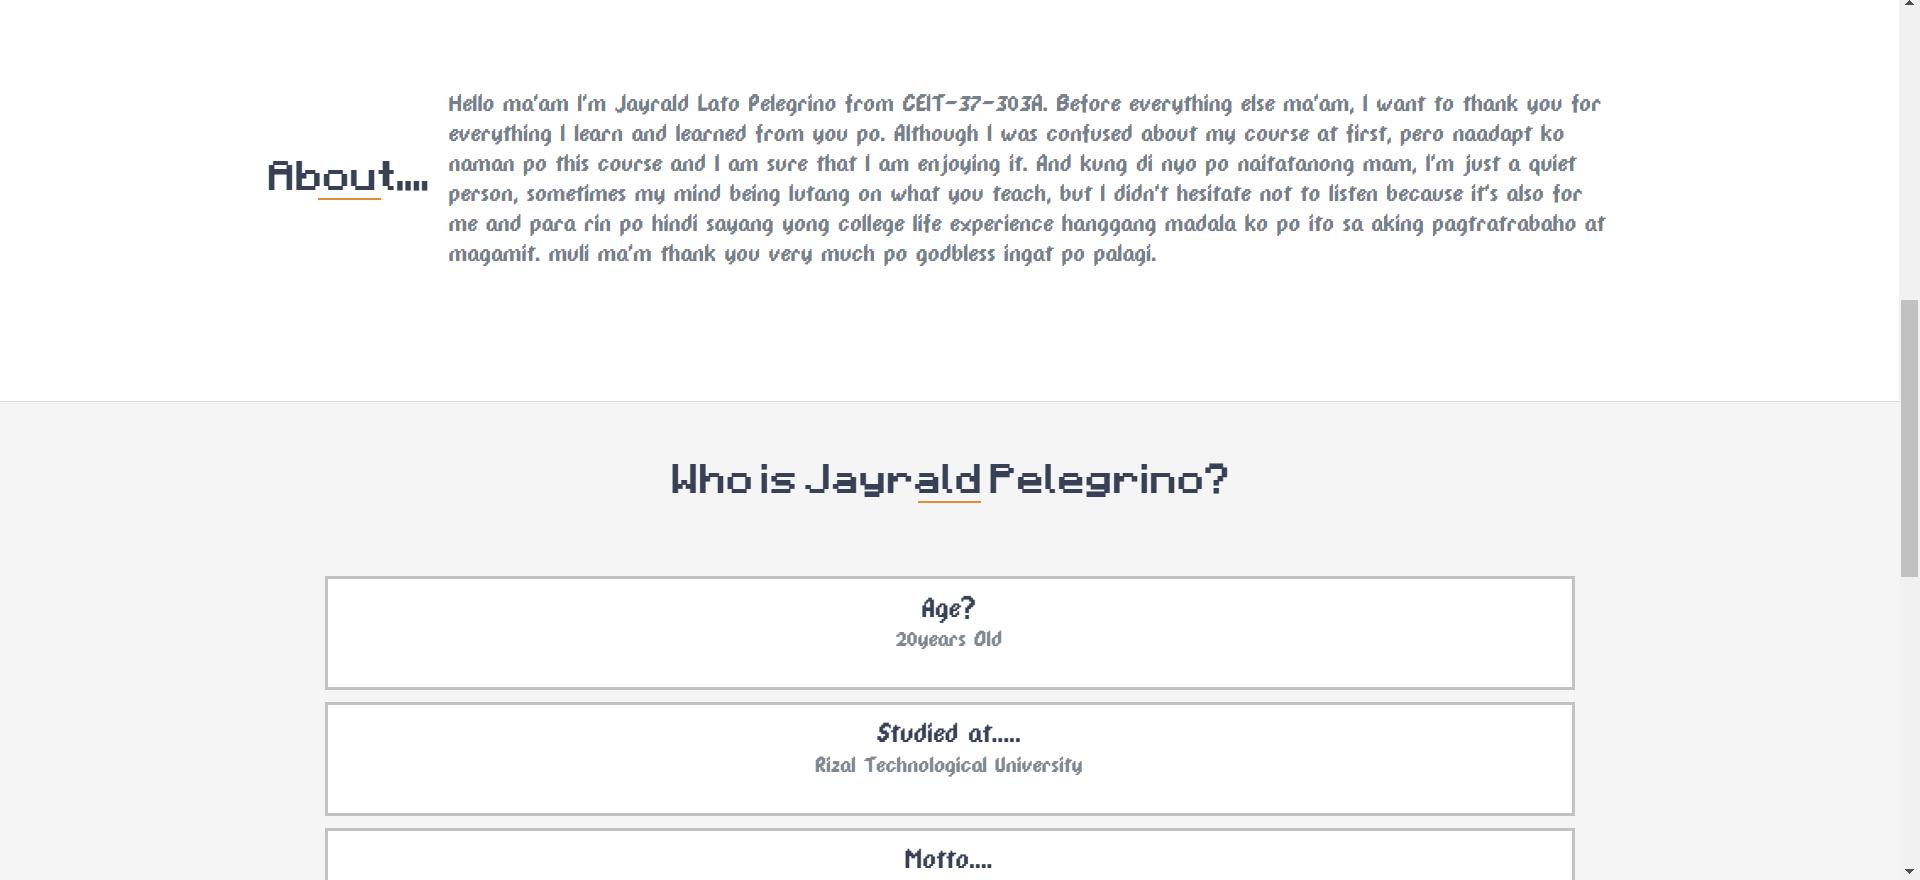 About....
Hello ma'am I'm Jayrald Lato Pelegrino from CEIT-37-303A. Before everything else ma'am, I want to thank you for
everything I learn and learned from you po. Although I was confused about my course at first, pero naadapt ko
naman po this course and I am sure that I am enjoying it. And kung di nyo po naitatanong mam, I'm just a quiet
person, sometimes my mind being lutang on what you teach, but I didn't hesitate not to listen because it's also for
me and para rin po hindi sayang yong college life experience hanggang madala ko po ito sa aking pagtratrabaho at
magamit. muli ma'm thank you very much po godbless ingat po palagi.
Who is Jayrald Pelegrino?
Age?
20years Old
Studied at.....
Rizal Technological University
Motto....